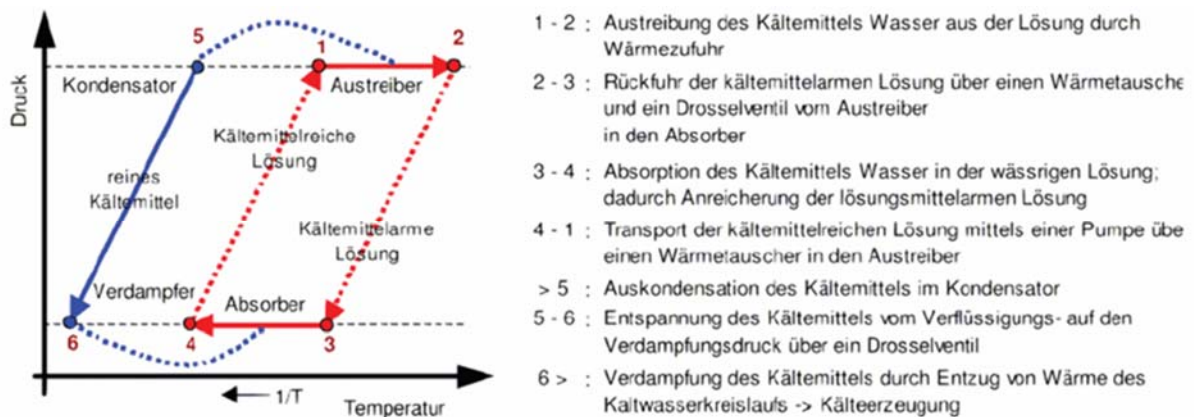 Druck
5
1
2
Kondensator
Austreiber
Kältemittelreiche
Lösung
reines
Kältemittel
Kältemittelarme
Lösung
Verdampfer
Absorber
6
4
3
1/T
Temperatur
1 - 2 : Austreibung des Kältemittels Wasser aus der Lösung durch
Wärmezufuhr
2 - 3 : Rückfuhr der kältemittelarmen Lösung über einen Wärmetausche
und ein Drosselventil vom Austreiber
in den Absorber
3 - 4 : Absorption des Kältemittels Wasser in der wässrigen Lösung;
dadurch Anreicherung der lösungsmittelarmen Lösung
4 - 1 : Transport der kältemittelreichen Lösung mittels einer Pumpe übe
einen Wärmetauscher in den Austreiber
> 5 : Auskondensation des Kältemittels im Kondensator
5 - 6 : Entspannung des Kältemittels vom Verflüssigungs- auf den
Verdampfungsdruck über ein Drosselventil
6 > : Verdampfung des Kältemittels durch Entzug von Wärme des
Kaltwasserkreislaufs -> Kälteerzeugung